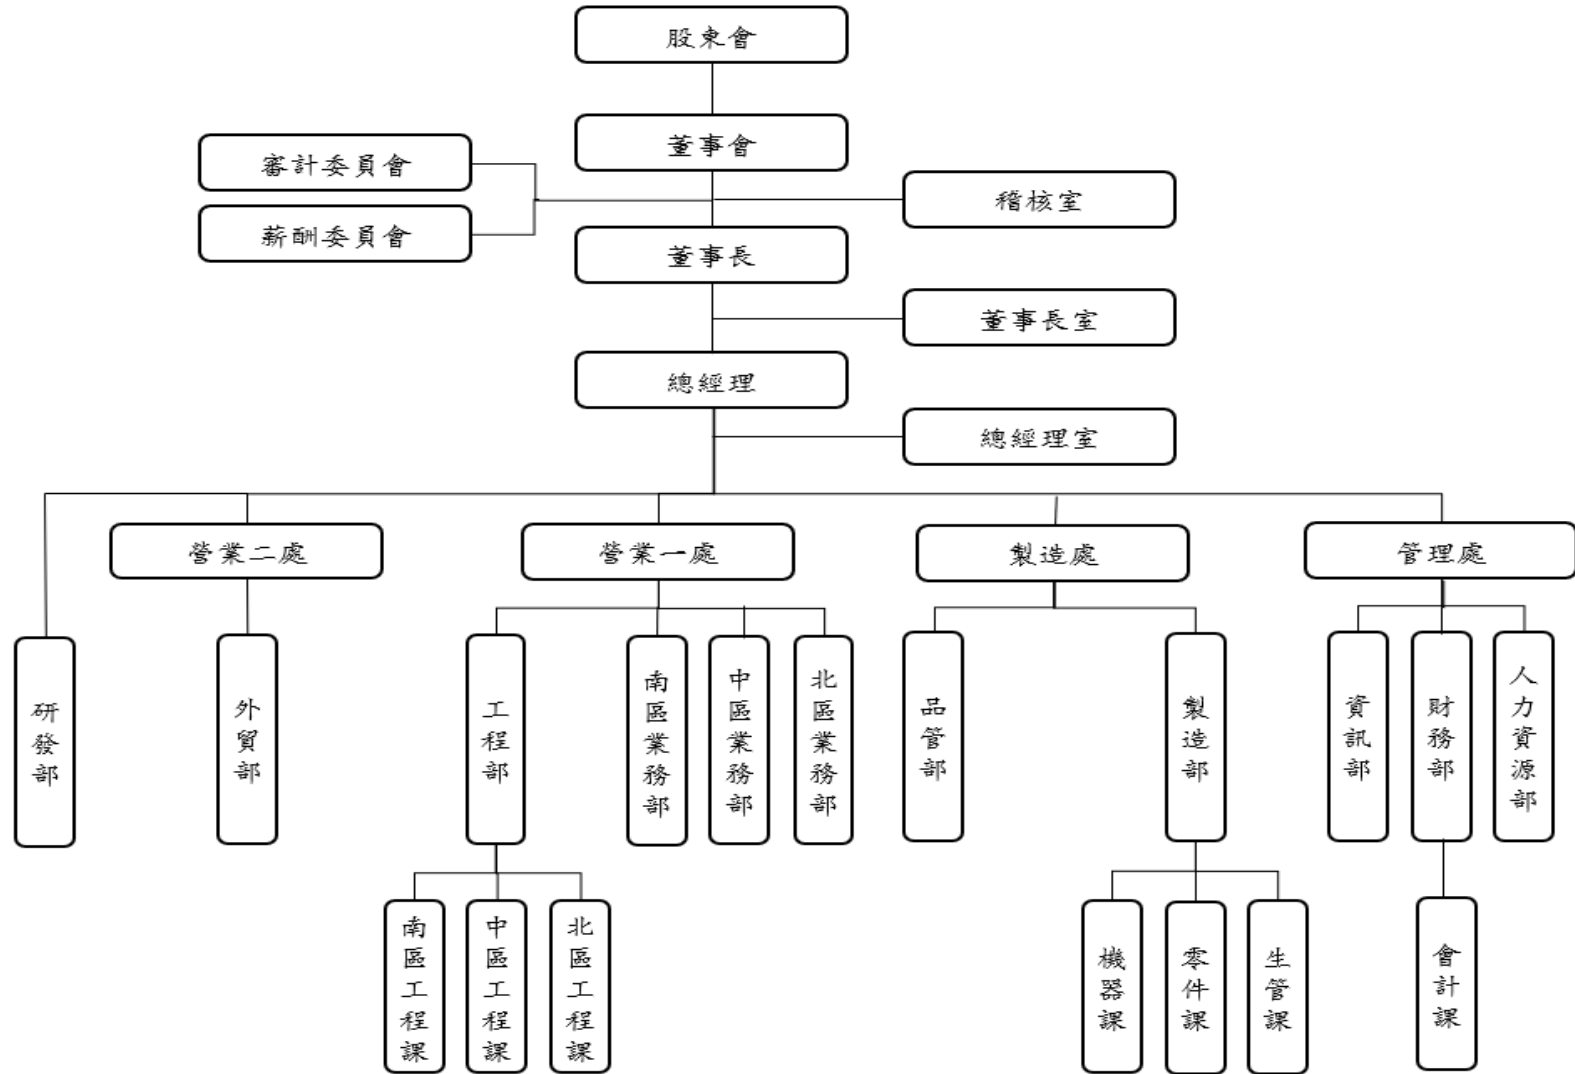 股東會
董事會
審計委員會
稽核室
薪酬委員會
董事長
董事長室
總經理
總經理室
營業二處
營業一處
製造處
管理處
研發部
外貿部
工程部
南區業務部
中區業務部
北區業務部
品管部
製造部
資訊部
財務部
人力資源部
南區工程課
中區工程課
北區工程課
機器課
零件課
生管課
會計課